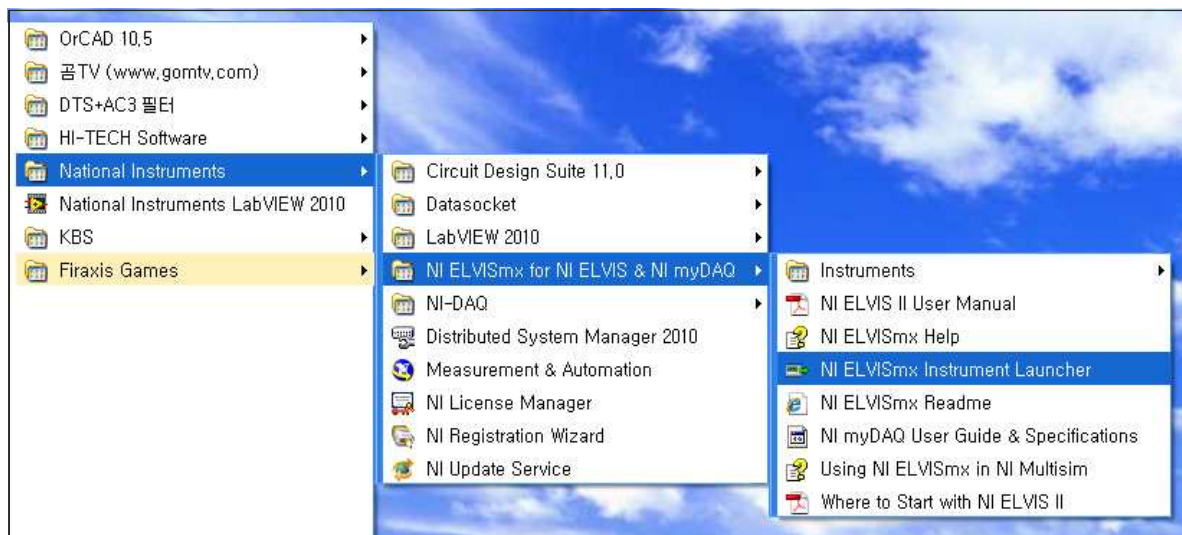 OrCAD 10,5
곰TV (www,gomtv,com)
DTS+AC3 필터
HI-TECH Software
National Instruments
National Instruments LabVIEW 2010
KBS
Firaxis Games
Circuit Design Suite 11,0
Datasocket
LabVIEW 2010
NI ELVISmx for NI ELVIS & NI myDAQ
NI-DAQ
Distributed System Manager 2010
Measurement & Automation
NI License Manager
NI Registration Wizard
NI Update Service
Instruments
NI ELVIS II User Manual
NI ELVISmx Help
NI ELVISmx Instrument Launcher
NI ELVISmx Readme
NI myDAQ User Guide & Specifications
Using NI ELVISmx in NI Multisim
Where to Start with NI ELVIS II